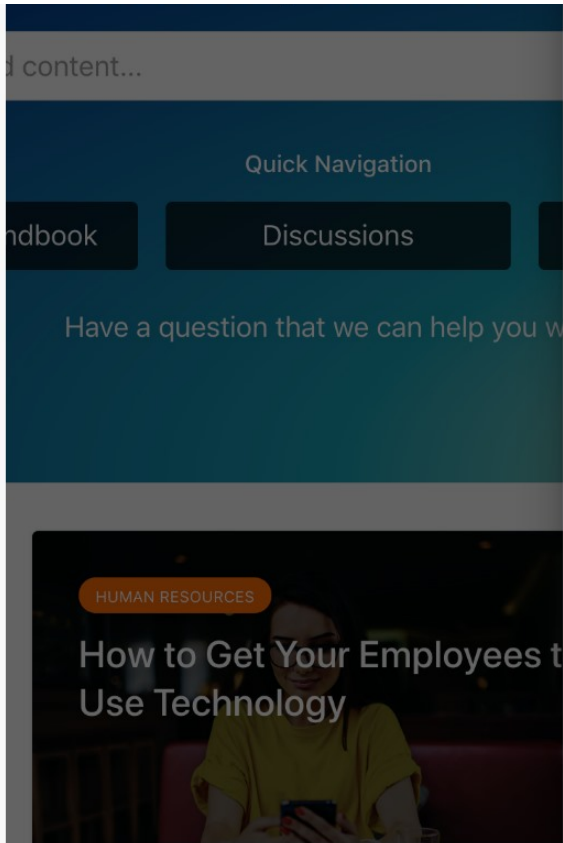 d content...
Quick Navigation
ndbook
Discussions
Have a question that we can help you w
HUMAN RESOURCES
How to Get Your Employees t
Use Technology